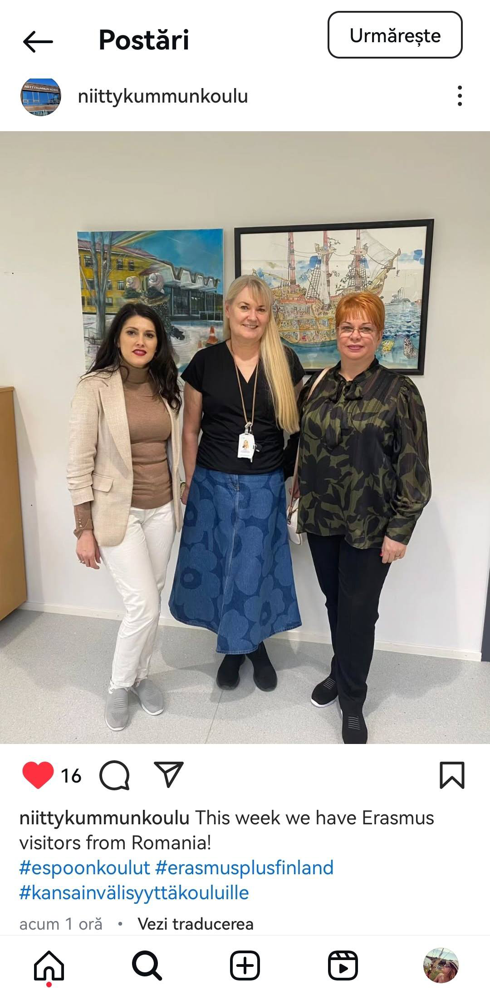 Postări
Urmărește
NIITTYKUMMUN KOULU
niittykummunkoulu
16
niittykummunkoulu This week we have Erasmus
visitors from Romania!
#espoonkoulut #erasmusplusfinland
#kansainvälisyyttäkouluille
acum 1 oră • Vezi traducerea